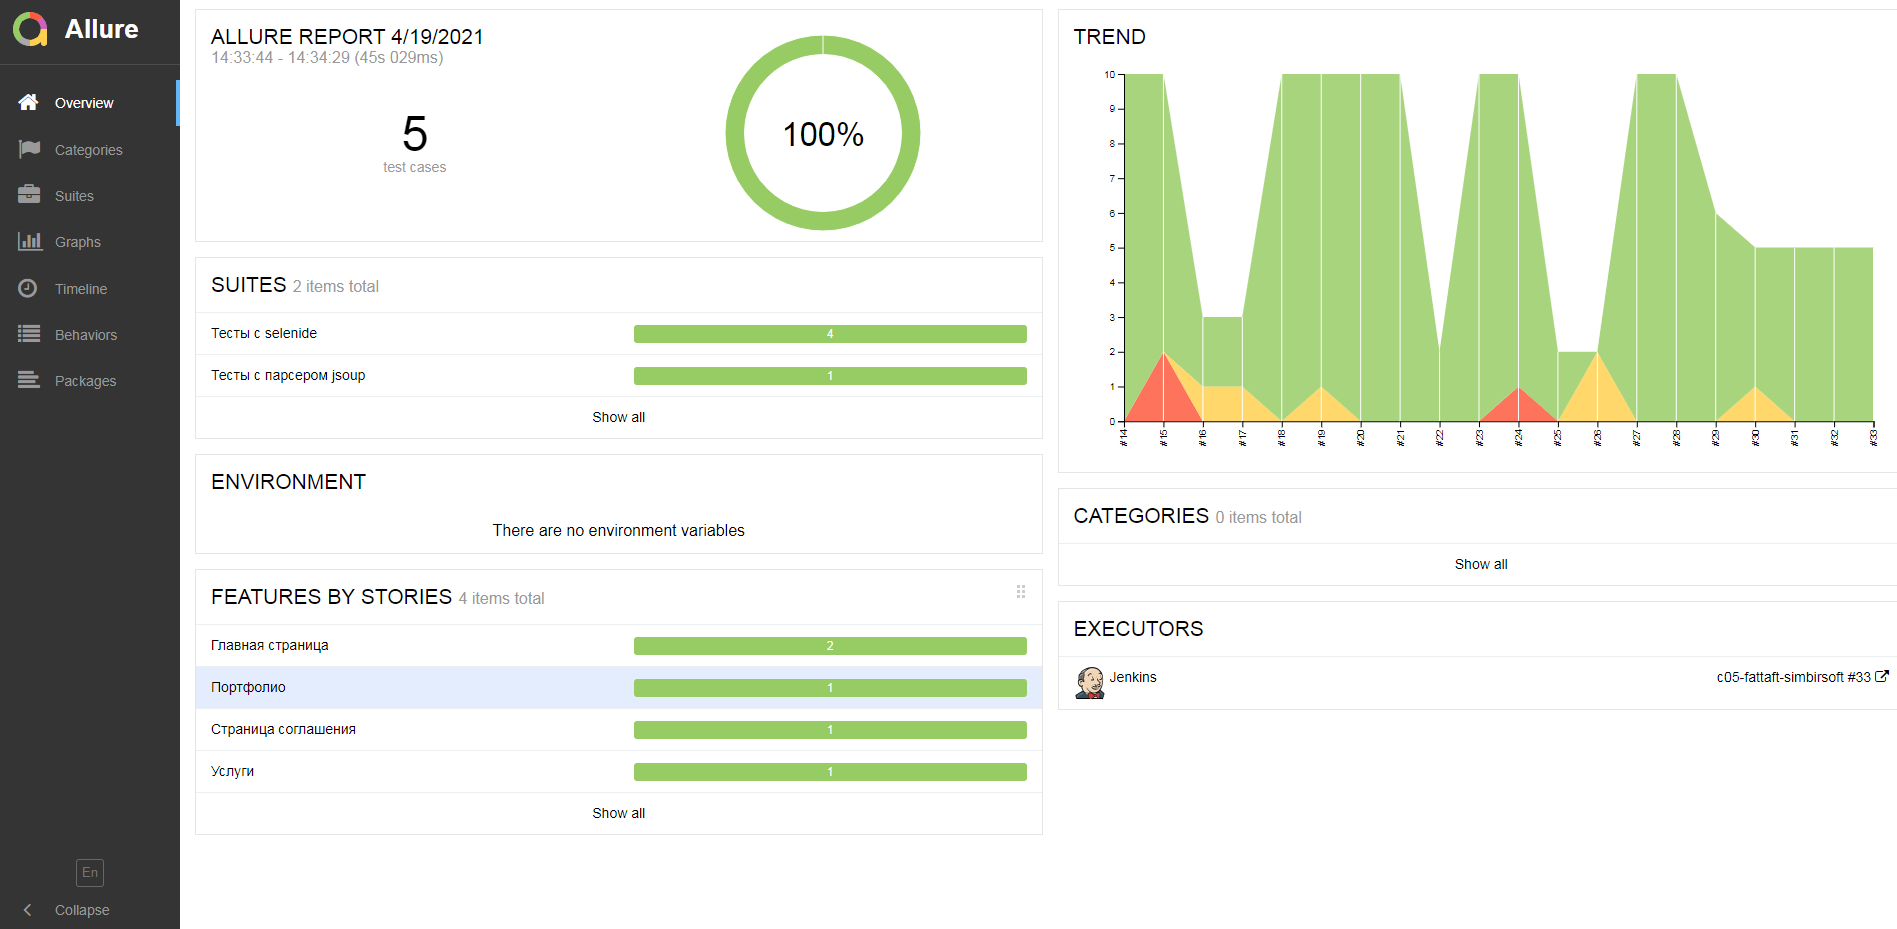 Allure
Overview
Categories
Suites
Graphs
Timeline
Behaviors
Packages
En
Collapse
ALLURE REPORT 4/19/2021
14:33:44 - 14:34:29 (45s 029ms)
5
test cases
100%
SUITES 2 items total
Тесты с selenide 4
Тесты с парсером jsoup 1
Show all
ENVIRONMENT
There are no environment variables
FEATURES BY STORIES 4 items total
Главная страница 2
Портфолио 1
Страница соглашения 1
Услуги 1
Show all
TREND
10
9
8
7
6
5
4
3
2
1
0
#14 #15 #16 #17 #18 #19 #20 #21 #22 #23 #24 #25 #26 #27 #28 #29 #30 #31 #32 #33
CATEGORIES 0 items total
Show all
EXECUTORS
Jenkins c05-fattaft-simbirsoft #33